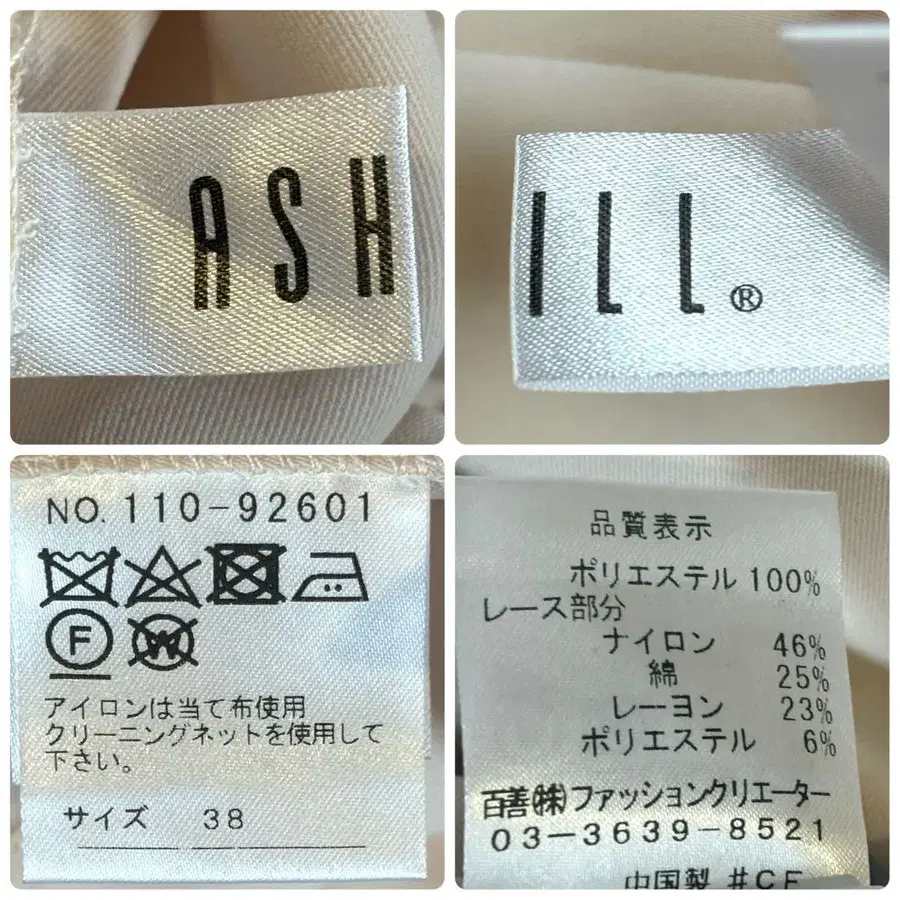 ASH
ILL®
NO. 110-92601
F
W
アイロンは当て布使用
クリーニングネットを使用して
下さい。
サイズ 38
品質表示
ポリエステル 100%
レース部分
ナイロン 46%
綿 25%
レーヨン 23%
ポリエステル 6%
百善㈱ファッションクリエーター
03-3639-8521
中国製 #CF